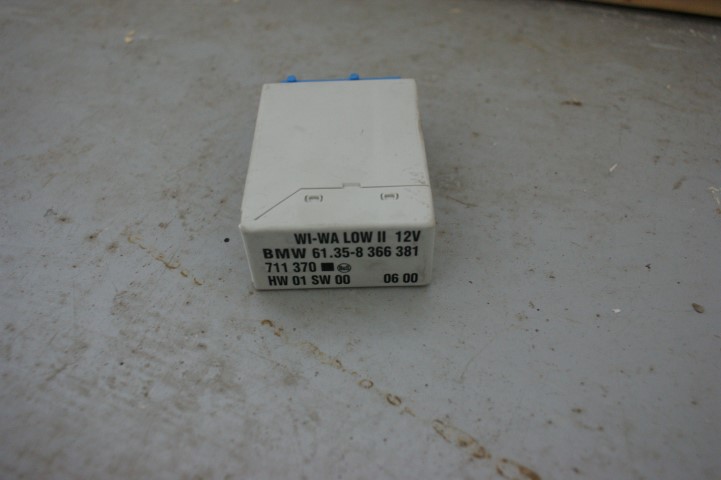 WI-WA LOW II 12V
BMW 61.35-8 366 381
711 370
HW 01 SW 00 06 00